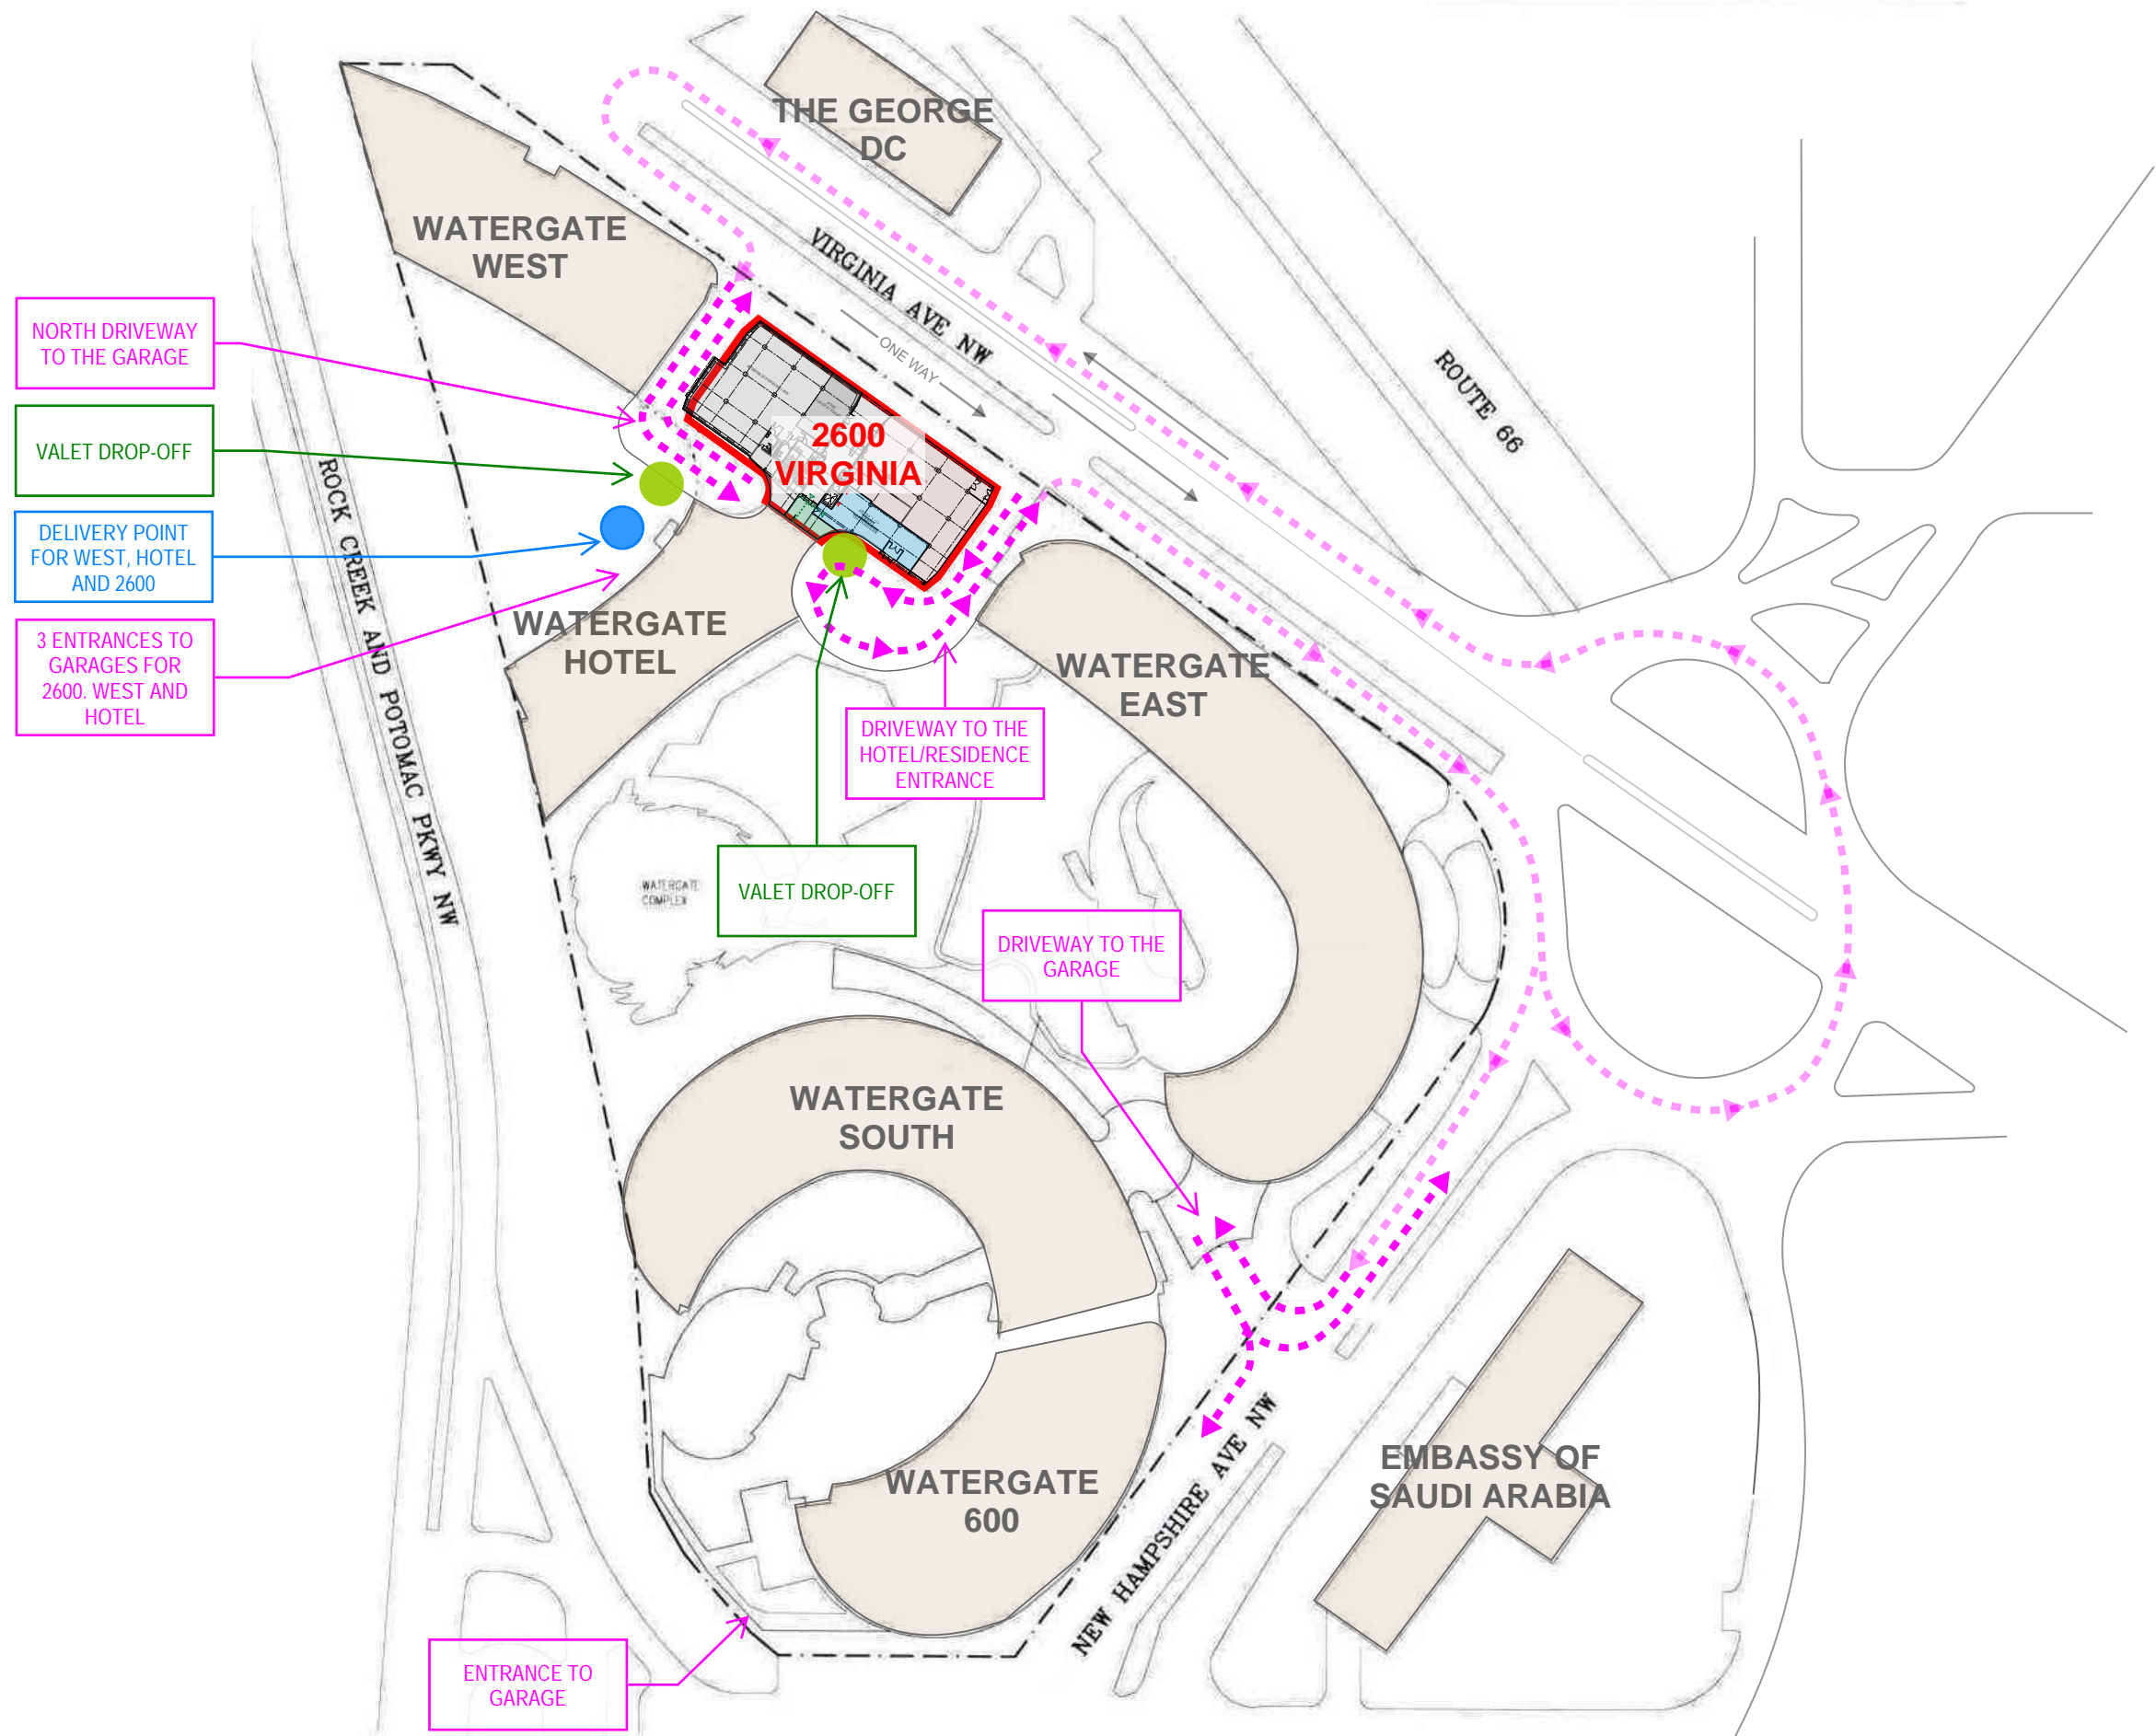 THE GEORGE
DC
WATERGATE
WEST
VIRGINIA AVE NW
ONE WAY
ROUTE 66
NORTH DRIVEWAY
TO THE GARAGE
VALET DROP-OFF
DELIVERY POINT
FOR WEST, HOTEL
AND 2600
3 ENTRANCES TO
GARAGES FOR
2600. WEST AND
HOTEL
2600
VIRGINIA
ROCK CREEK AND POTOMAC PKWY NW
WATERGATE
HOTEL
WATERGATE
EAST
DRIVEWAY TO THE
HOTEL/RESIDENCE
ENTRANCE
WATERGATE
COMPLEX
VALET DROP-OFF
DRIVEWAY TO THE
GARAGE
WATERGATE
SOUTH
WATERGATE
600
NEW HAMPSHIRE AVE NW
EMBASSY OF
SAUDI ARABIA
ENTRANCE TO
GARAGE